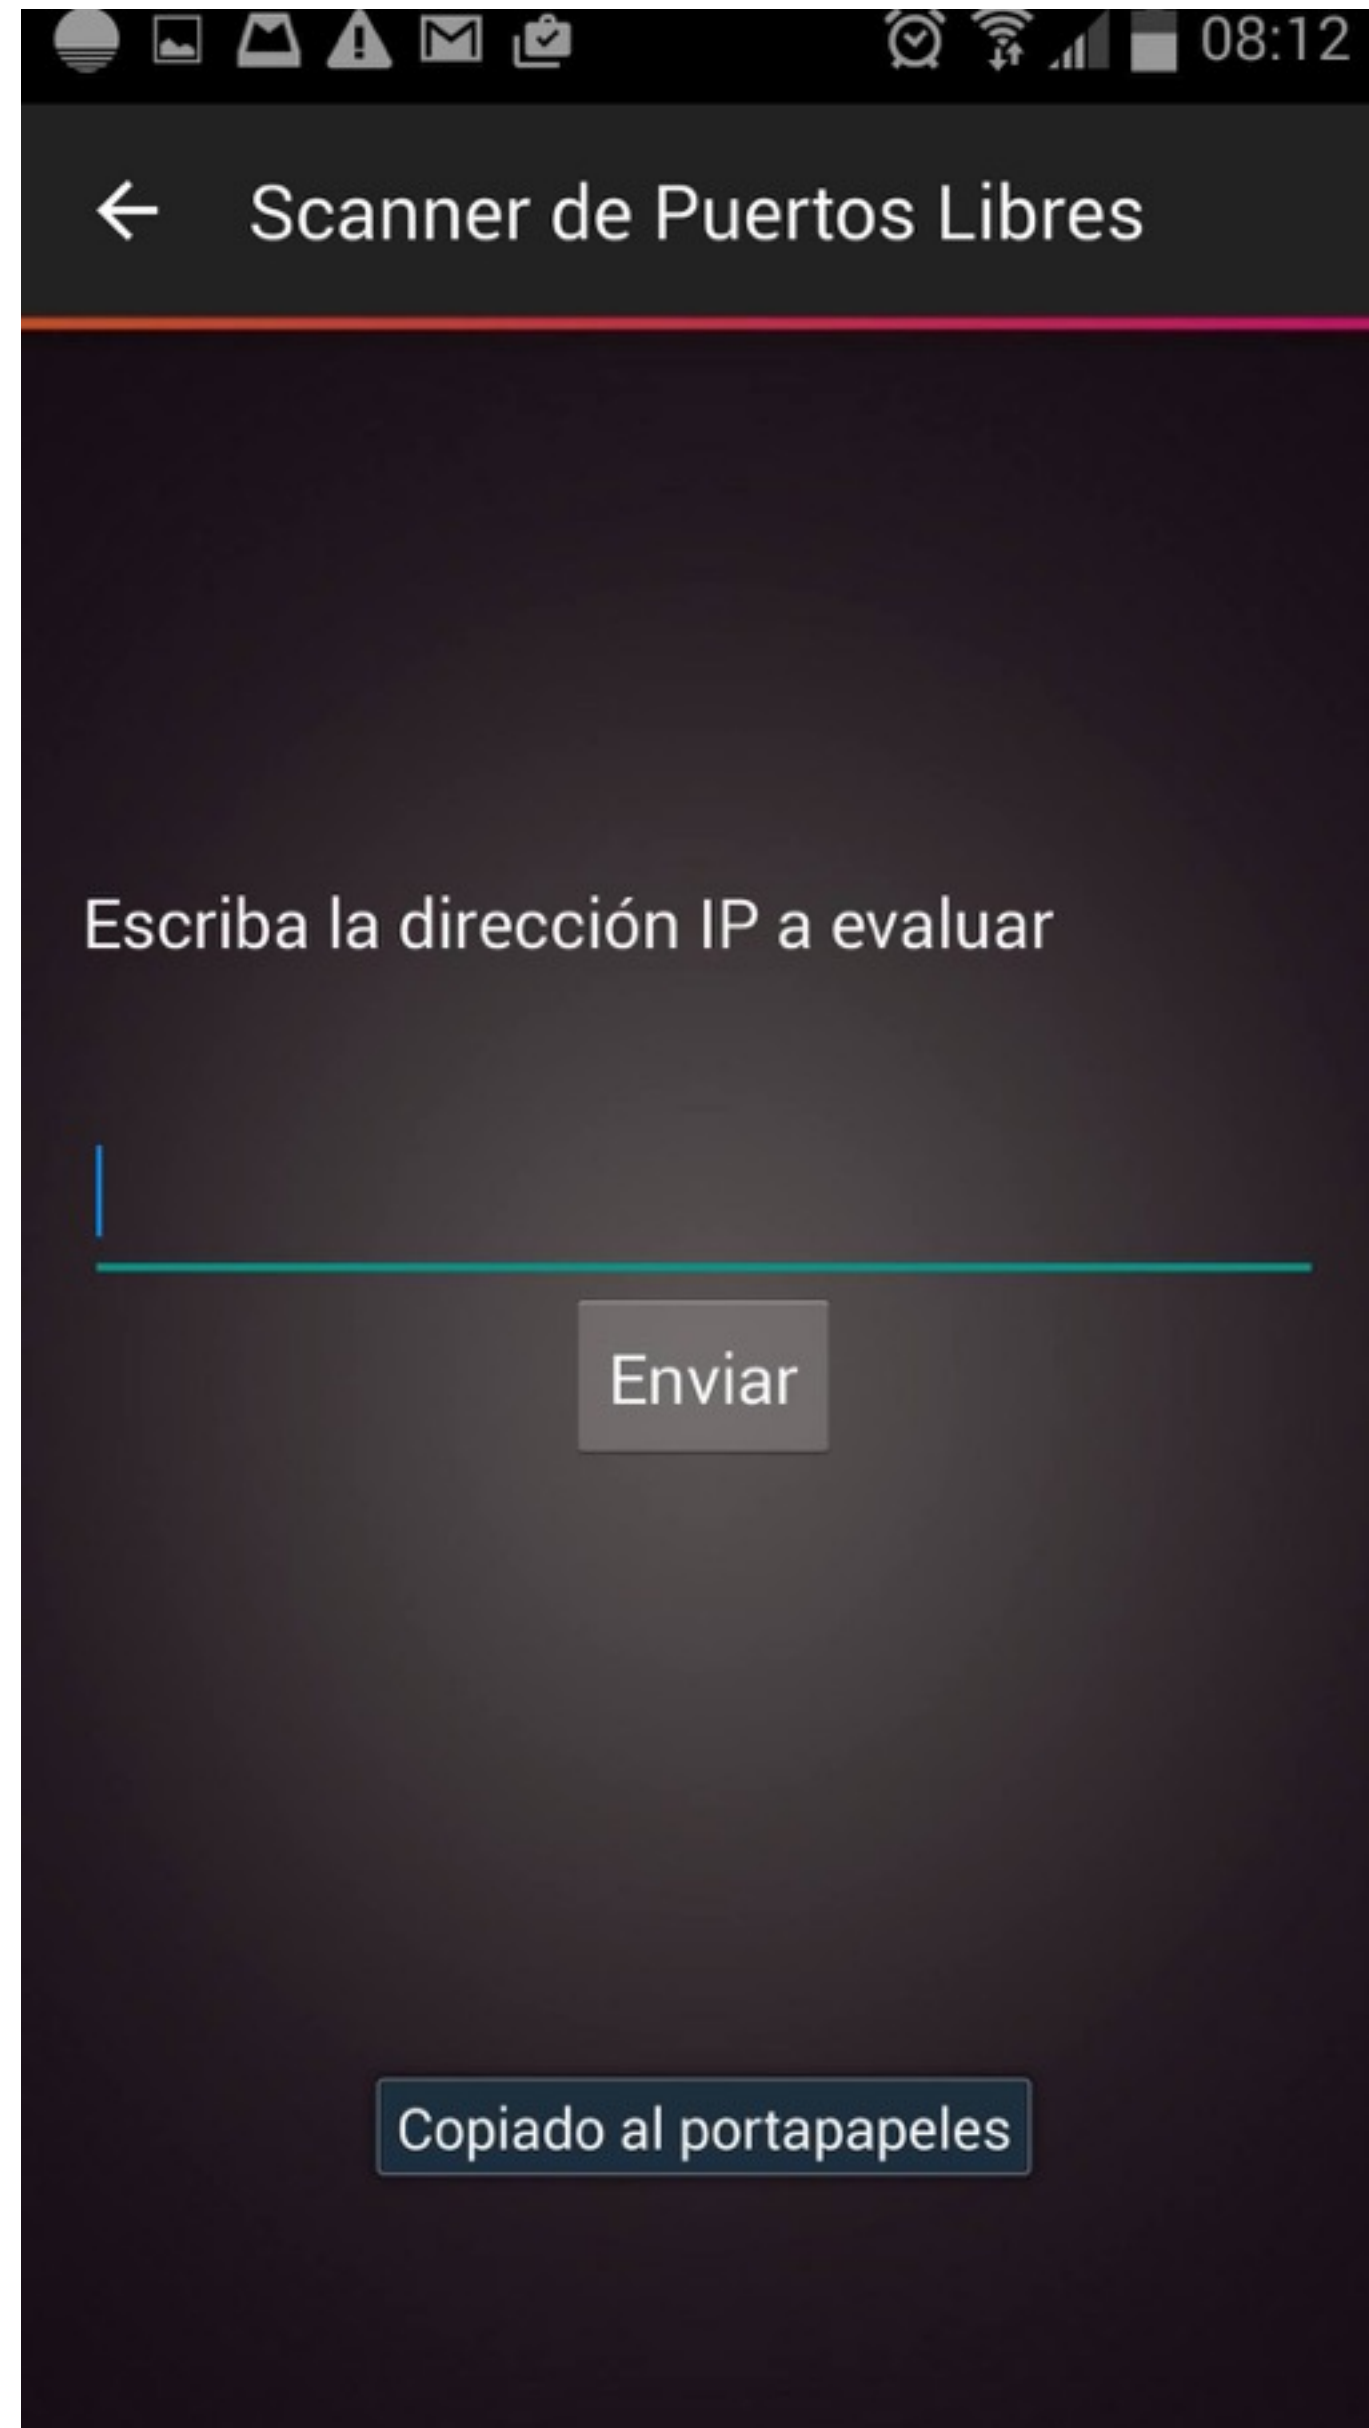 08:12
Scanner de Puertos Libres
Escriba la dirección IP a evaluar
Enviar
Copiado al portapapeles